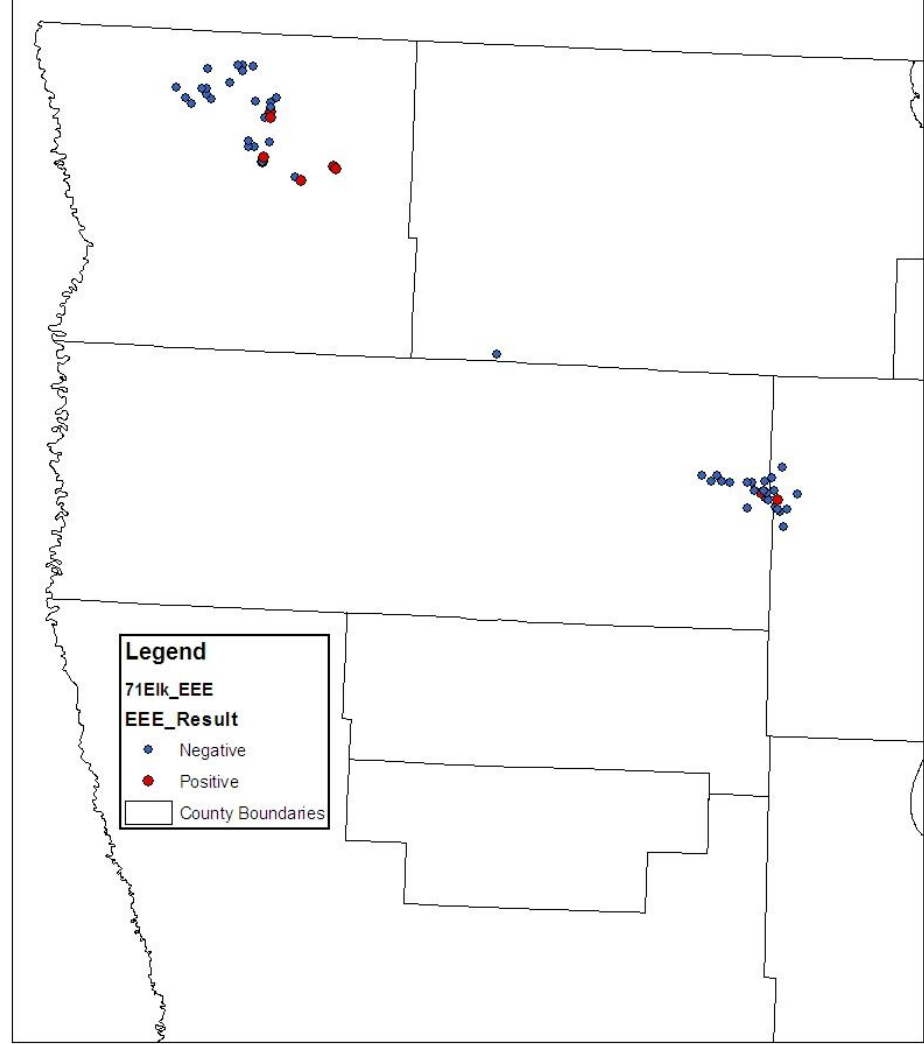 Legend
71Elk_EEE
EEE_Result
Negative
Positive
County Boundaries